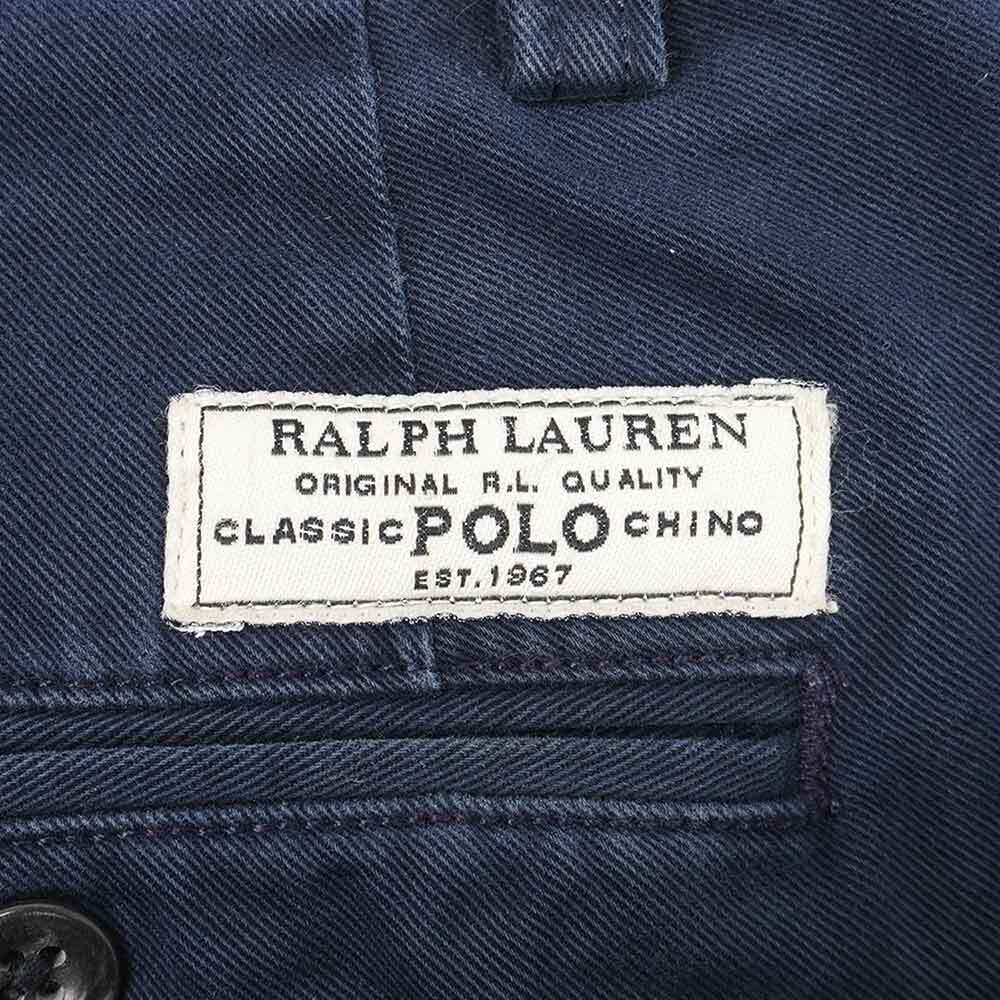 RALPH LAUREN
ORIGINAL R.L. QUALITY
CLASSIC POLO CHINO
EST. 1967